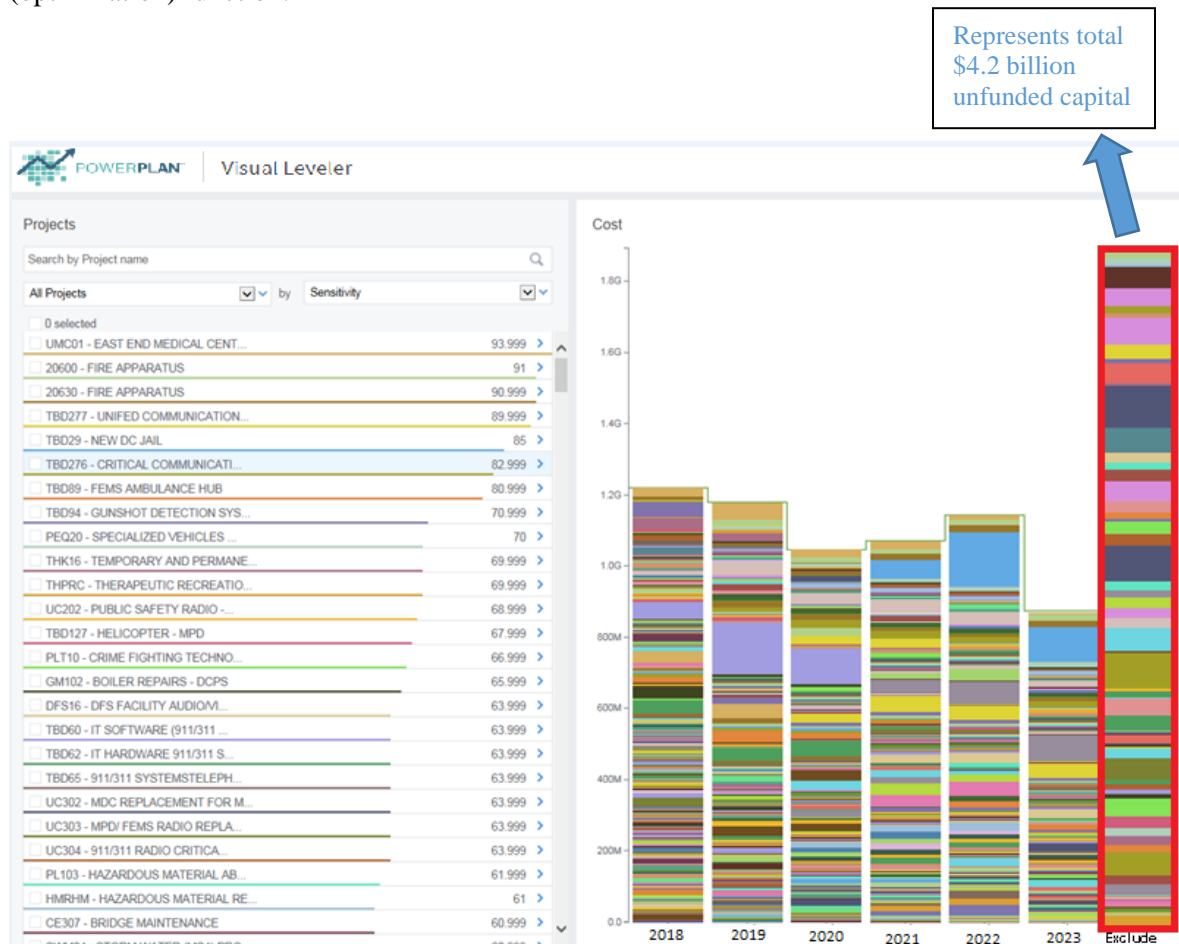 Represents total
$4.2 billion
unfunded capital
POWERPLAN
Visual Leveler
Projects
Search by Project name
All Projects by Sensitivity
0 selected
UMC01 - EAST END MEDICAL CENT... 93.999
20600 - FIRE APPARATUS 91
20630 - FIRE APPARATUS 90.999
TBD277 - UNIFED COMMUNICATION... 89.999
TBD29 - NEW DC JAIL 85
TBD276 - CRITICAL COMMUNICATI... 82.999
TBD89 - FEMS AMBULANCE HUB 80.999
TBD94 - GUNSHOT DETECTION SYS... 70.999
PEQ20 - SPECIALIZED VEHICLES ... 70
THK16 - TEMPORARY AND PERMANE... 69.999
THPRC - THERAPEUTIC RECREATIO... 69.999
UC202 - PUBLIC SAFETY RADIO -... 68.999
TBD127 - HELICOPTER - MPD 67.999
PLT10 - CRIME FIGHTING TECHNO... 66.999
GM102 - BOILER REPAIRS - DCPS 65.999
DFS16 - DFS FACILITY AUDIO/VI... 63.999
TBD60 - IT SOFTWARE (911/311 ... 63.999
TBD62 - IT HARDWARE 911/311 S... 63.999
TBD65 - 911/311 SYSTEMSTELEPH... 63.999
UC302 - MDC REPLACEMENT FOR M... 63.999
UC303 - MPD/ FEMS RADIO REPLA... 63.999
UC304 - 911/311 RADIO CRITICA... 63.999
PL103 - HAZARDOUS MATERIAL AB... 61.999
HMRHM - HAZARDOUS MATERIAL RE... 61
CE307 - BRIDGE MAINTENANCE 60.999
Cost
1.8G
1.6G
1.4G
1.2G
1.0G
800M
600M
400M
200M
0.0
2018 2019 2020 2021 2022 2023 Exclude